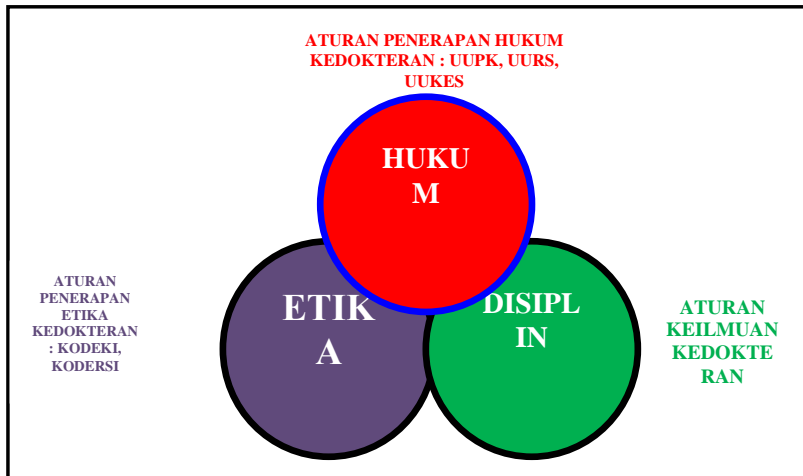 ATURAN PENERAPAN HUKUM
KEDOKTERAN : UUPK, UURS,
UUKES
HUKU
M
ATURAN
PENERAPAN
ETIKA
KEDOKTERAN
: KODEKI,
KODERSI
ETIK
A
DISIPL
IN
ATURAN
KEILMUAN
KEDOKTE
RAN